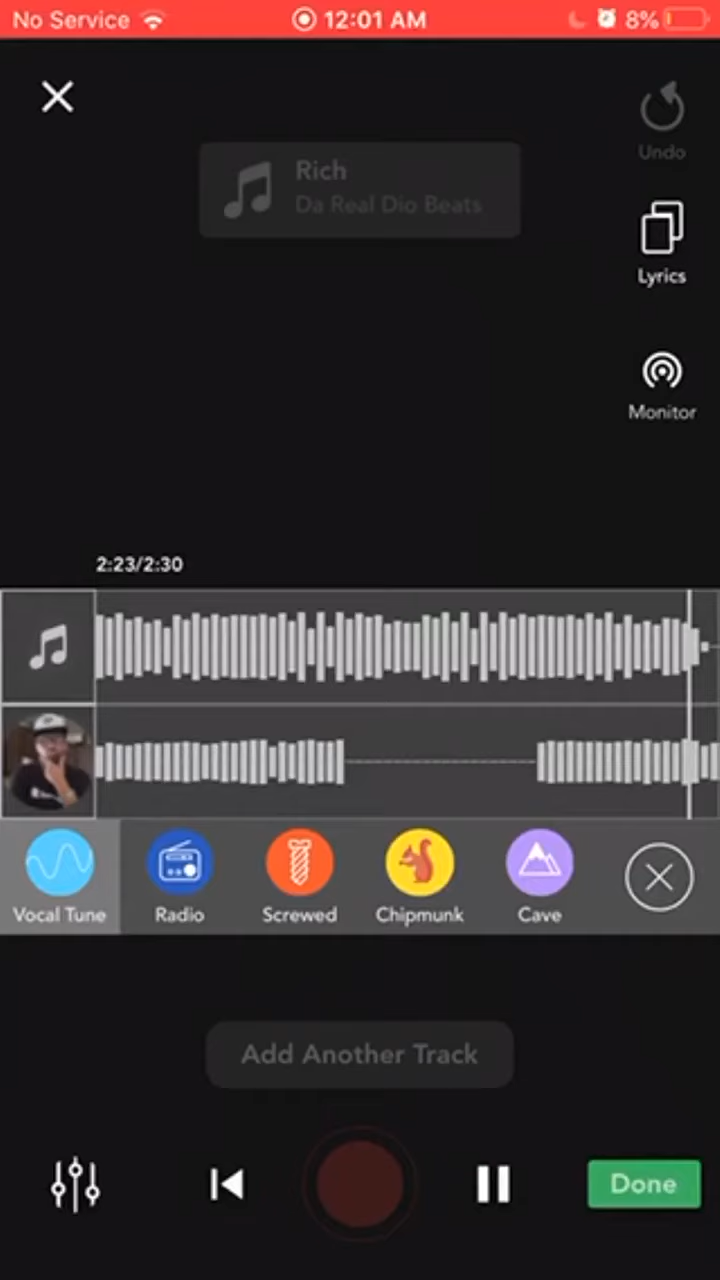 No Service 12:01 AM 8%
Undo
Rich
Da Real Dio Beats
Lyrics
Monitor
2:23/2:30
Vocal Tune Radio Screwed Chipmunk Cave
Add Another Track
Done